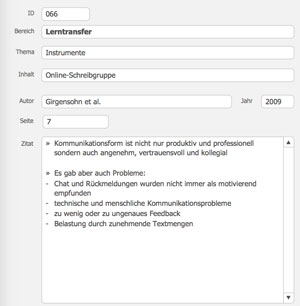 ID 066
Bereich Lerntransfer
Thema Instrumente
Inhalt Online-Schreibgruppe
Autor Girgensohn et al. Jahr 2009
Seite 7
Zitat » Kommunikationsform ist nicht nur produktiv und professionell
sondern auch angenehm, vertrauensvoll und kollegial
» Es gab aber auch Probleme:
- Chat und Rückmeldungen wurden nicht immer als motivierend
empfunden
- technische und menschliche Kommunikationsprobleme
- zu wenig oder zu ungenaues Feedback
- Belastung durch zunehmende Textmengen